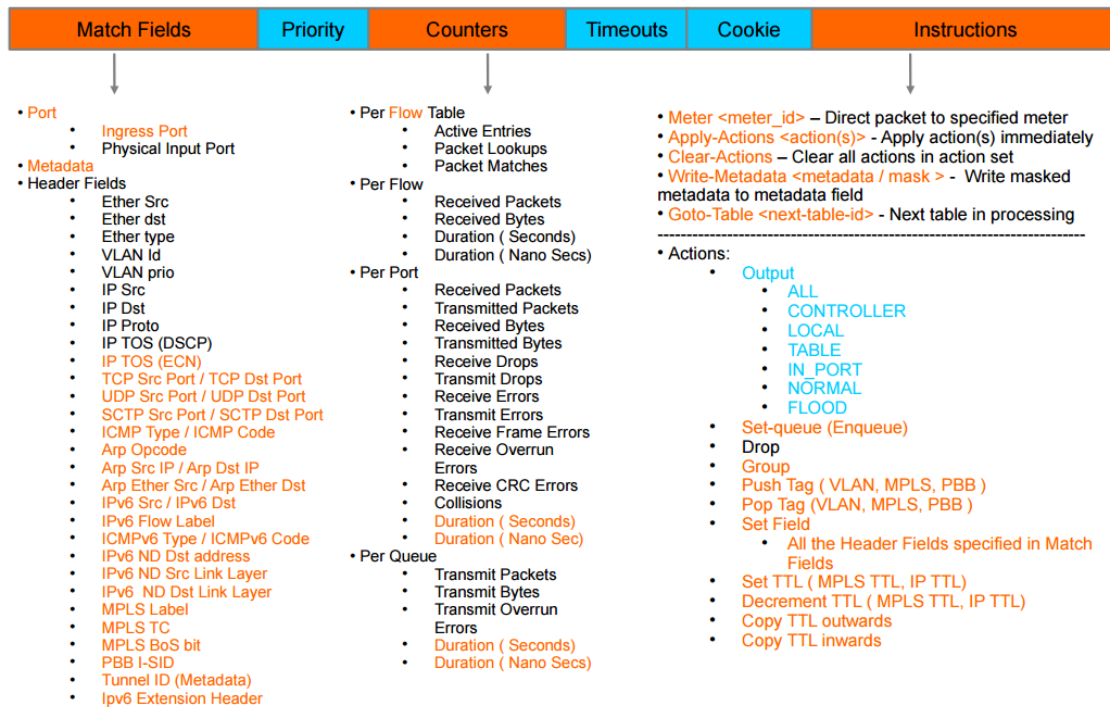 Match Fields
Priority
Counters
Timeouts
Cookie
Instructions
• Port
• Ingress Port
• Physical Input Port
• Metadata
• Header Fields
• Ether Src
• Ether dst
• Ether type
• VLAN Id
• VLAN prio
• IP Src
• IP Dst
• IP Proto
• IP TOS (DSCP)
• IP TOS (ECN)
• TCP Src Port / TCP Dst Port
• UDP Src Port / UDP Dst Port
• SCTP Src Port / SCTP Dst Port
• ICMP Type / ICMP Code
• Arp Opcode
• Arp Src IP / Arp Dst IP
• Arp Ether Src / Arp Ether Dst
• IPv6 Src / IPv6 Dst
• IPv6 Flow Label
• ICMPv6 Type / ICMPv6 Code
• IPv6 ND Dst address
• IPv6 ND Src Link Layer
• IPv6 ND Dst Link Layer
• MPLS Label
• MPLS TC
• MPLS BoS bit
• PBB I-SID
• Tunnel ID (Metadata)
• Ipv6 Extension Header
• Per Flow Table
• Active Entries
• Packet Lookups
• Packet Matches
• Per Flow
• Received Packets
• Received Bytes
• Duration ( Seconds)
• Duration ( Nano Secs)
• Per Port
• Received Packets
• Transmitted Packets
• Received Bytes
• Transmitted Bytes
• Receive Drops
• Transmit Drops
• Receive Errors
• Transmit Errors
• Receive Frame Errors
• Receive Overrun
Errors
• Receive CRC Errors
• Collisions
• Duration ( Seconds)
• Duration ( Nano Sec)
• Per Queue
• Transmit Packets
• Transmit Bytes
• Transmit Overrun
Errors
• Duration ( Seconds)
• Duration ( Nano Secs)
• Meter <meter_id> – Direct packet to specified meter
• Apply-Actions <action(s)> - Apply action(s) immediately
• Clear-Actions – Clear all actions in action set
• Write-Metadata <metadata / mask > - Write masked
metadata to metadata field
• Goto-Table <next-table-id> - Next table in processing
• Actions:
• Output
• ALL
• CONTROLLER
• LOCAL
• TABLE
• IN_PORT
• NORMAL
• FLOOD
• Set-queue (Enqueue)
• Drop
• Group
• Push Tag ( VLAN, MPLS, PBB )
• Pop Tag (VLAN, MPLS, PBB )
• Set Field
• All the Header Fields specified in Match
Fields
• Set TTL ( MPLS TTL, IP TTL)
• Decrement TTL ( MPLS TTL, IP TTL)
• Copy TTL outwards
• Copy TTL inwards